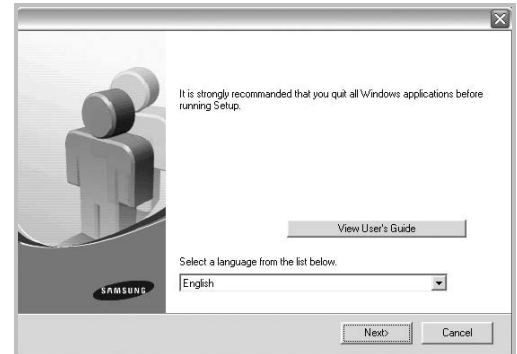 It is strongly recommanded that you quit all Windows applications before
running Setup.
View User's Guide
Select a language from the list below.
English
SAMSUNG
Next>
Cancel